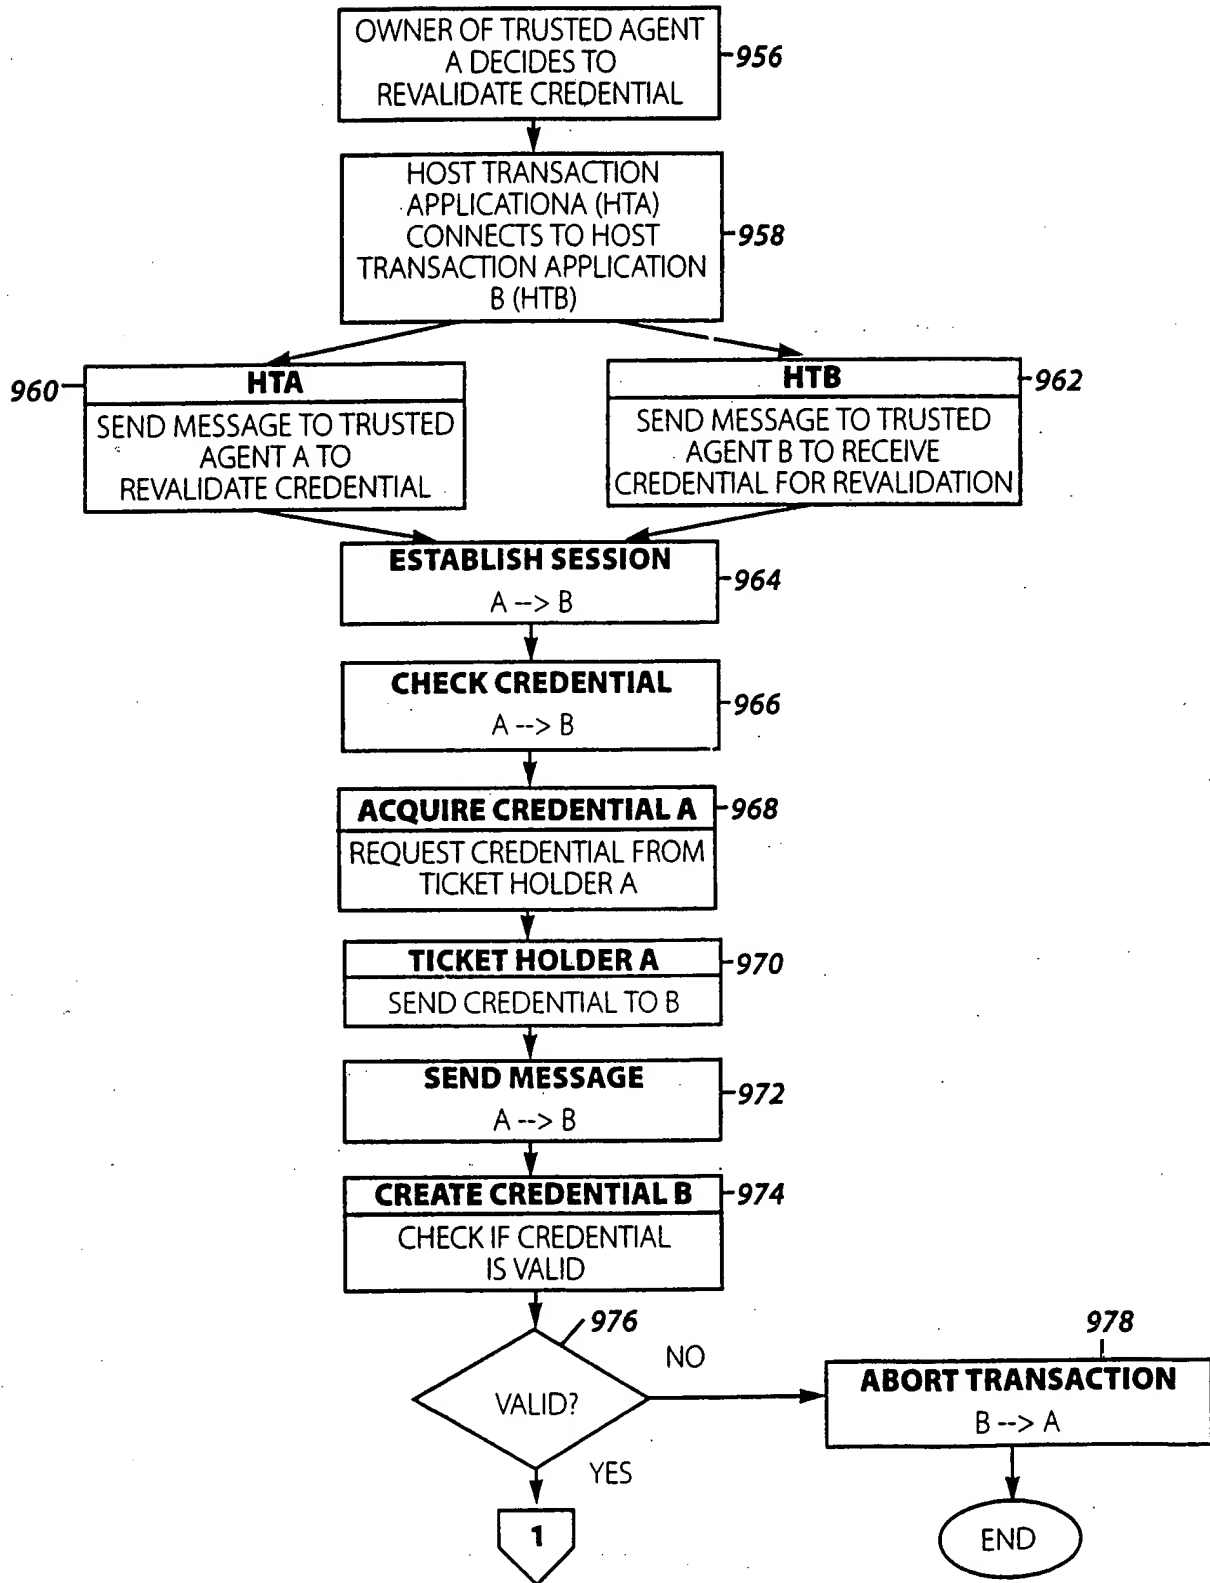 OWNER OF TRUSTED AGENT
A DECIDES TO
REVALIDATE CREDENTIAL
956
HOST TRANSACTION
APPLICATIONA (HTA)
CONNECTS TO HOST
TRANSACTION APPLICATION
B (HTB)
958
960
HTA
SEND MESSAGE TO TRUSTED
AGENT A TO
REVALIDATE CREDENTIAL
HTB
962
SEND MESSAGE TO TRUSTED
AGENT B TO RECEIVE
CREDENTIAL FOR REVALIDATION
ESTABLISH SESSION
A --> B
964
CHECK CREDENTIAL
A --> B
966
ACQUIRE CREDENTIAL A
968
REQUEST CREDENTIAL FROM
TICKET HOLDER A
TICKET HOLDER A
970
SEND CREDENTIAL TO B
SEND MESSAGE
A --> B
972
CREATE CREDENTIAL B
974
CHECK IF CREDENTIAL
IS VALID
976
VALID?
NO
YES
978
ABORT TRANSACTION
B --> A
1
END